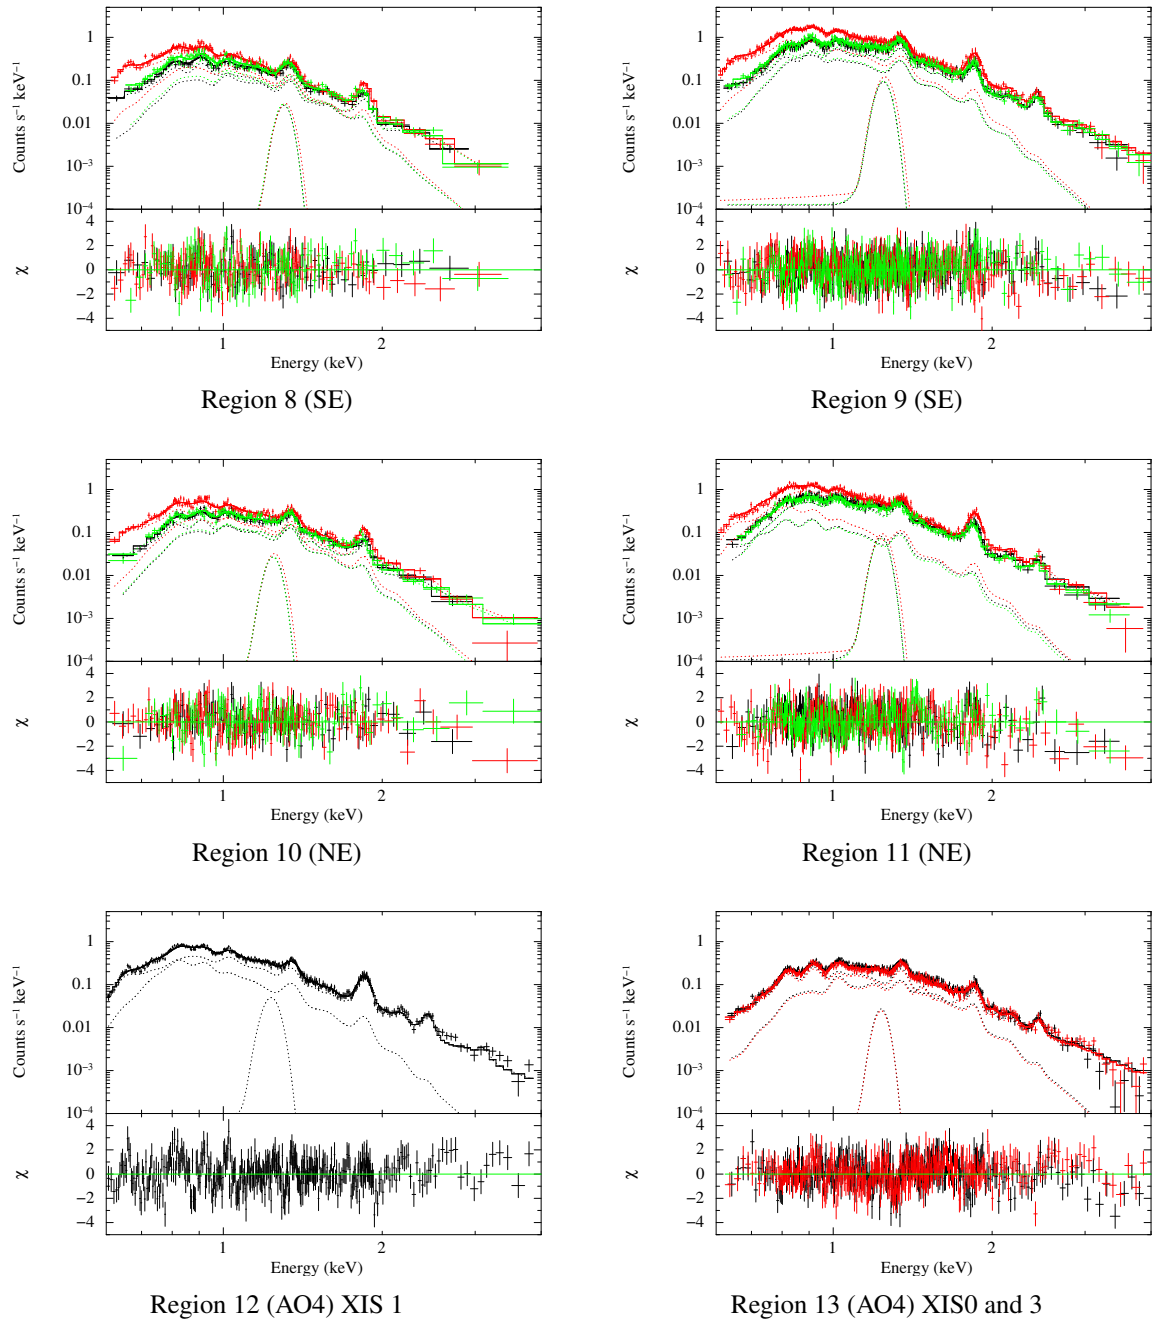 1
0.1
0.01
10⁻³
10⁻⁴
Counts s⁻¹ keV⁻¹
4
2
0
−2
−4
χ
1 2
Energy (keV)
Region 8 (SE)
1
0.1
0.01
10⁻³
10⁻⁴
Counts s⁻¹ keV⁻¹
4
2
0
−2
−4
χ
1 2
Energy (keV)
Region 9 (SE)
1
0.1
0.01
10⁻³
10⁻⁴
Counts s⁻¹ keV⁻¹
4
2
0
−2
−4
χ
1 2
Energy (keV)
Region 10 (NE)
1
0.1
0.01
10⁻³
10⁻⁴
Counts s⁻¹ keV⁻¹
4
2
0
−2
−4
χ
1 2
Energy (keV)
Region 11 (NE)
1
0.1
0.01
10⁻³
10⁻⁴
Counts s⁻¹ keV⁻¹
4
2
0
−2
−4
χ
1 2
Energy (keV)
Region 12 (AO4) XIS 1
1
0.1
0.01
10⁻³
10⁻⁴
Counts s⁻¹ keV⁻¹
4
2
0
−2
−4
χ
1 2
Energy (keV)
Region 13 (AO4) XIS0 and 3